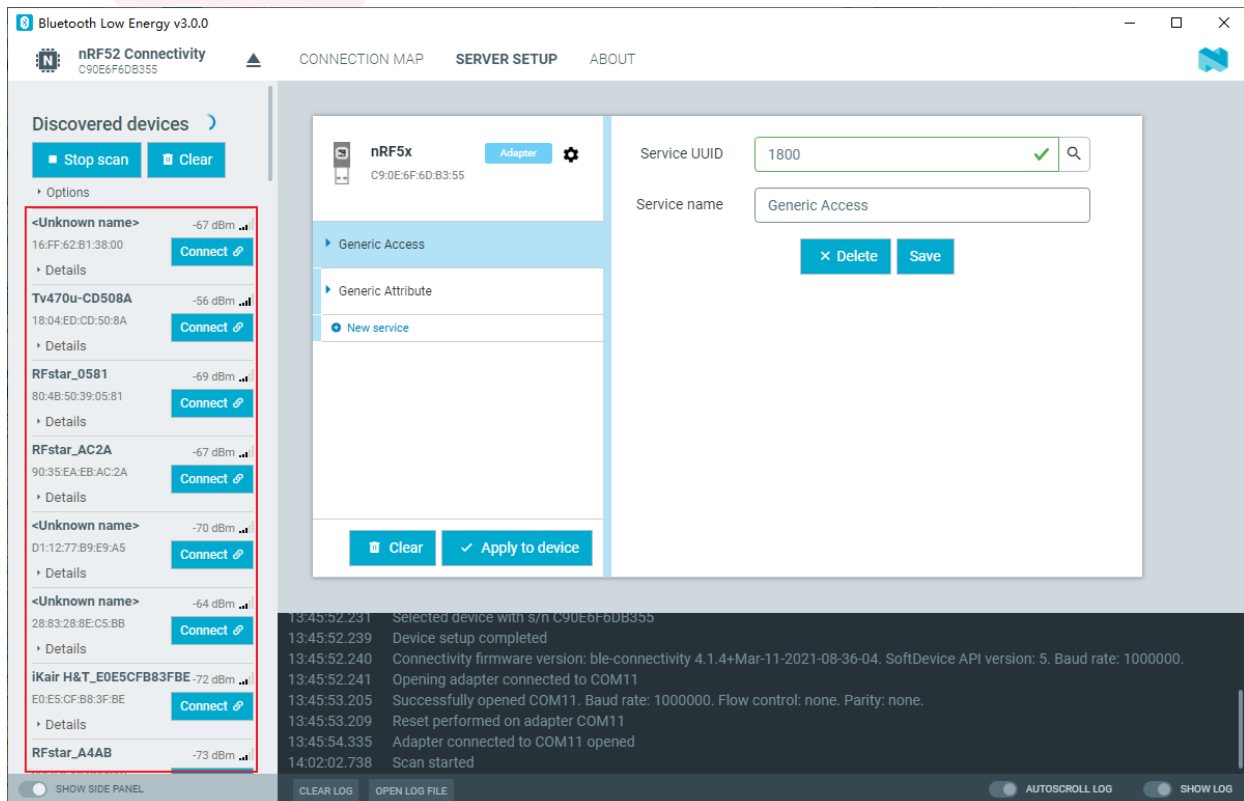 Bluetooth Low Energy v3.0.0
nRF52 Connectivity
C90E6F6DB355
CONNECTION MAP SERVER SETUP ABOUT
Discovered devices
Stop scan Clear
Options
<Unknown name> -67 dBm
16:FF:62:B1:38:00
Connect
Details
Tv470u-CD508A -56 dBm
18:04:ED:CD:50:8A
Connect
Details
RFstar_0581 -69 dBm
80:4B:50:39:05:81
Connect
Details
RFstar_AC2A -67 dBm
90:35:EA:EB:AC:2A
Connect
Details
<Unknown name> -70 dBm
D1:12:77:B9:E9:A5
Connect
Details
<Unknown name> -64 dBm
28:83:28:8E:C5:BB
Connect
Details
iKair H&T_E0E5CFB83FBE -72 dBm
E0:E5:CF:B8:3F:BE
Connect
Details
RFstar_A4AB -73 dBm
SHOW SIDE PANEL
nRF5x Adapter
C9:0E:6F:6D:B3:55
Generic Access
Generic Attribute
New service
Clear Apply to device
Service UUID 1800
Service name Generic Access
Delete Save
13:45:52.231 Selected device with s/n C90E6F6DB355
13:45:52.239 Device setup completed
13:45:52.240 Connectivity firmware version: ble-connectivity 4.1.4+Mar-11-2021-08-36-04. SoftDevice API version: 5. Baud rate: 1000000.
13:45:52.241 Opening adapter connected to COM11
13:45:53.205 Successfully opened COM11. Baud rate: 1000000. Flow control: none. Parity: none.
13:45:53.209 Reset performed on adapter COM11
13:45:54.335 Adapter connected to COM11 opened
14:02:02.738 Scan started
CLEAR LOG OPEN LOG FILE AUTOSCROLL LOG SHOW LOG